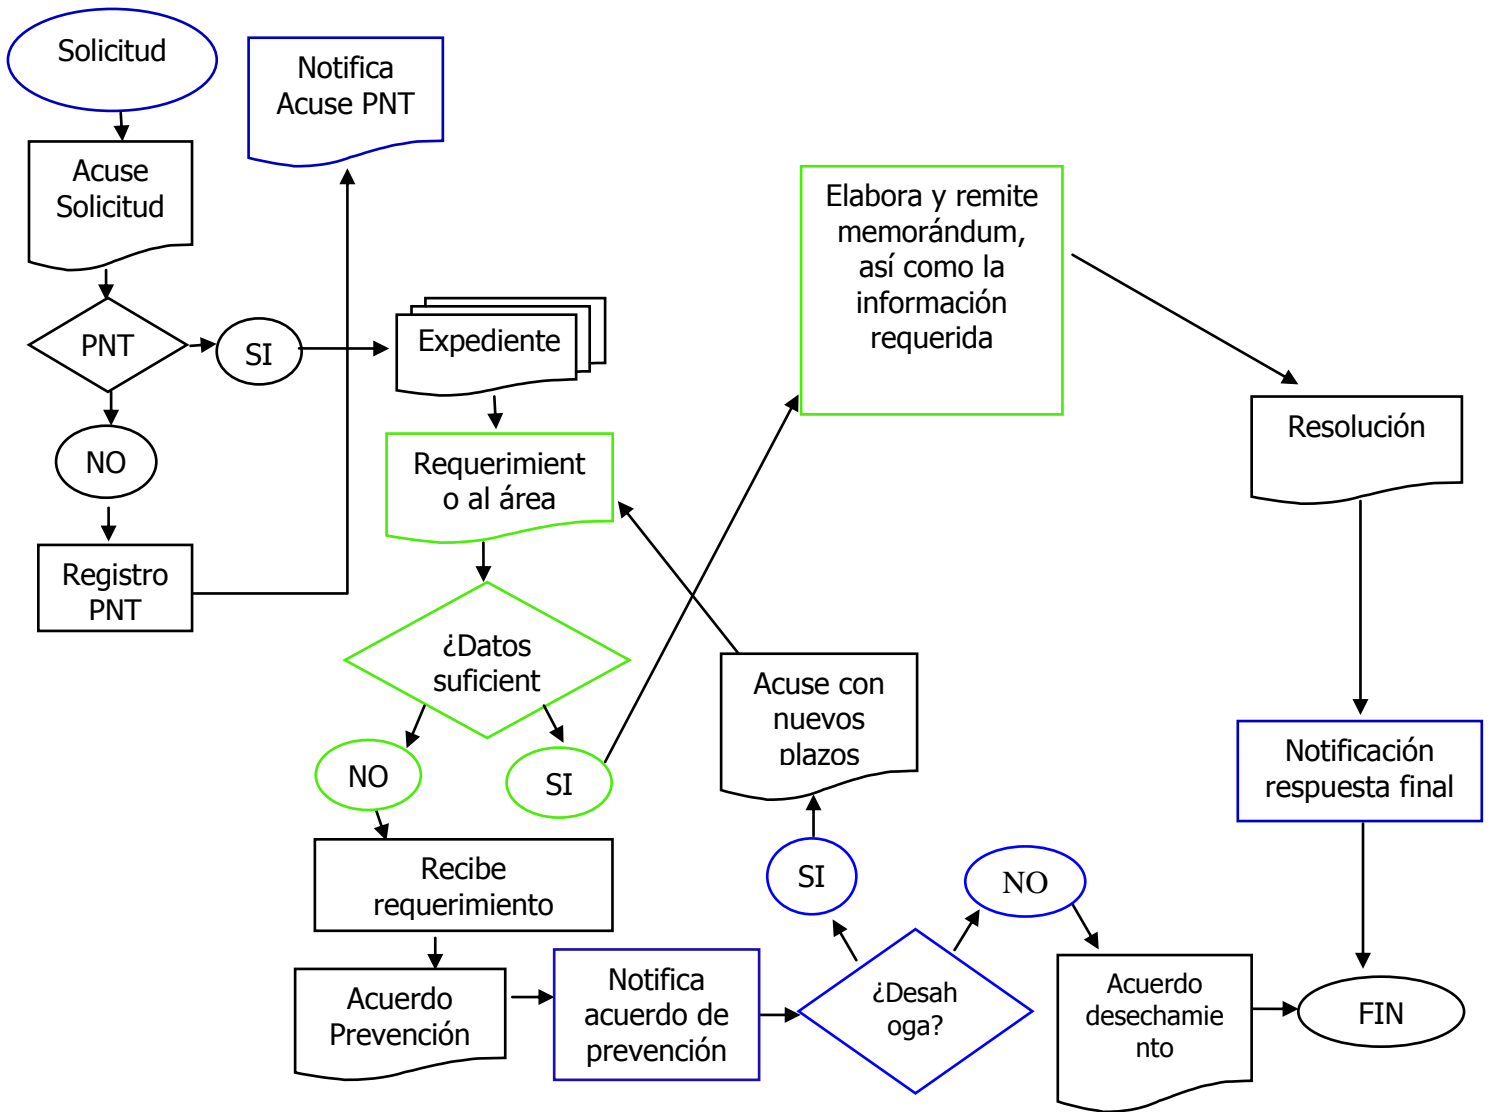 Solicitud
Notifica
Acuse PNT
Acuse
Solicitud
Elabora y remite
memorándum,
así como la
información
requerida
PNT
SI
Expediente
NO
Requerimient
o al área
Resolución
Registro
PNT
¿Datos
suficient
Acuse con
nuevos
plazos
NO
SI
Notificación
respuesta final
Recibe
requerimiento
SI
NO
Acuerdo
Prevención
Notifica
acuerdo de
prevención
¿Desah
oga?
Acuerdo
desechamie
nto
FIN